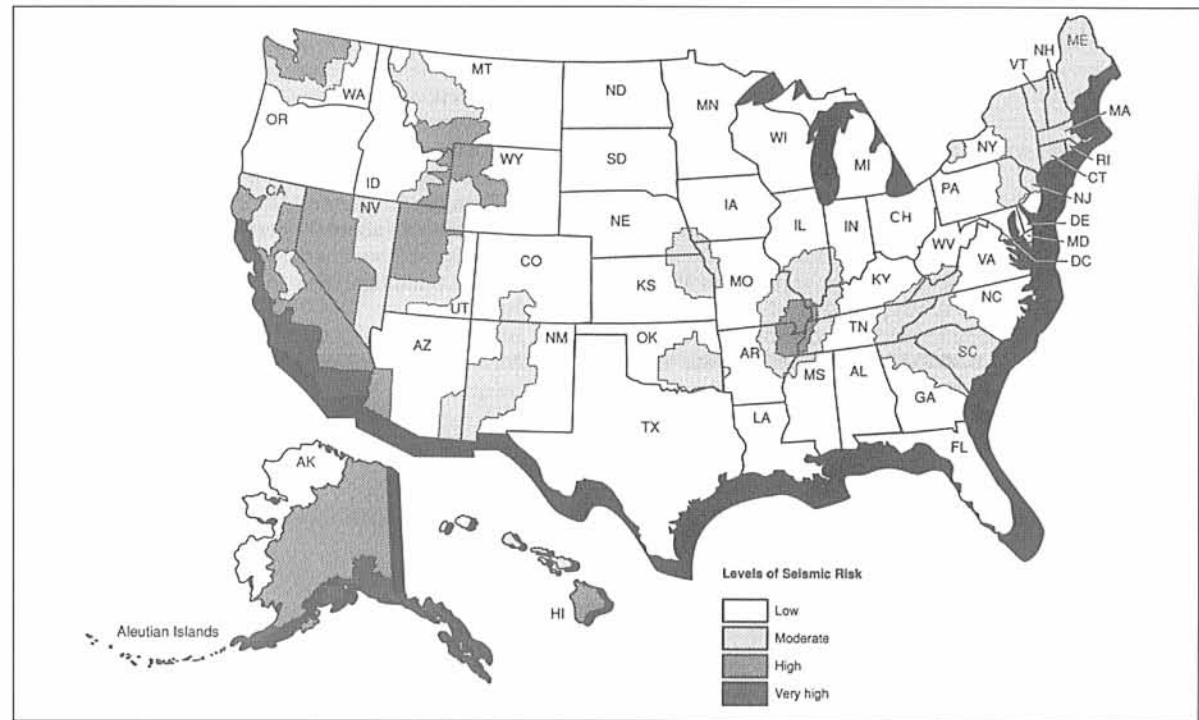 WA
MT
ND
MN
VT
NH
ME
OR
ID
WY
SD
WI
MI
NY
MA
RI
CT
NJ
PA
DE
MD
DC
CA
NV
UT
CO
NE
IA
IL
IN
CH
WV
VA
KS
MO
KY
NC
AZ
NM
OK
AR
TN
SC
TX
LA
MS
AL
GA
FL
AK
HI
Aleutian Islands
Levels of Seismic Risk
Low
Moderate
High
Very high